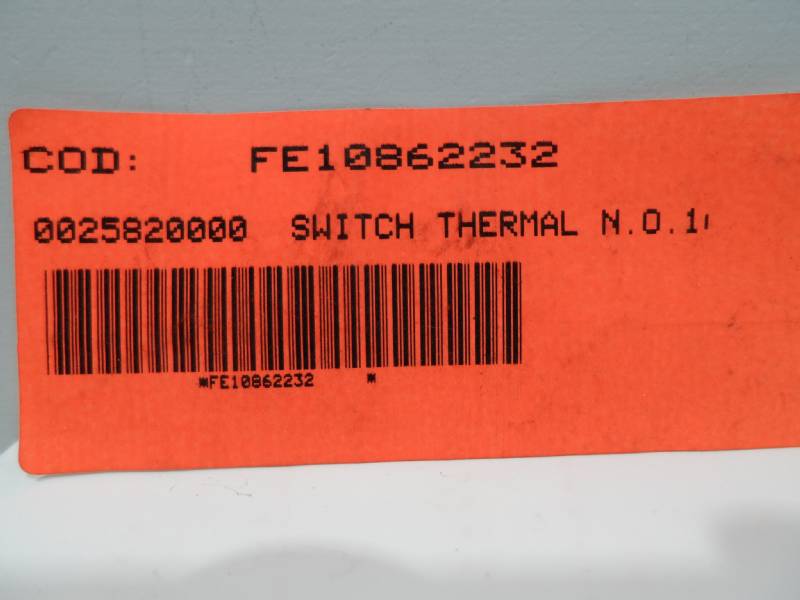 COD: FE10862232
0025820000 SWITCH THERMAL N.O.1
*FE10862232 *